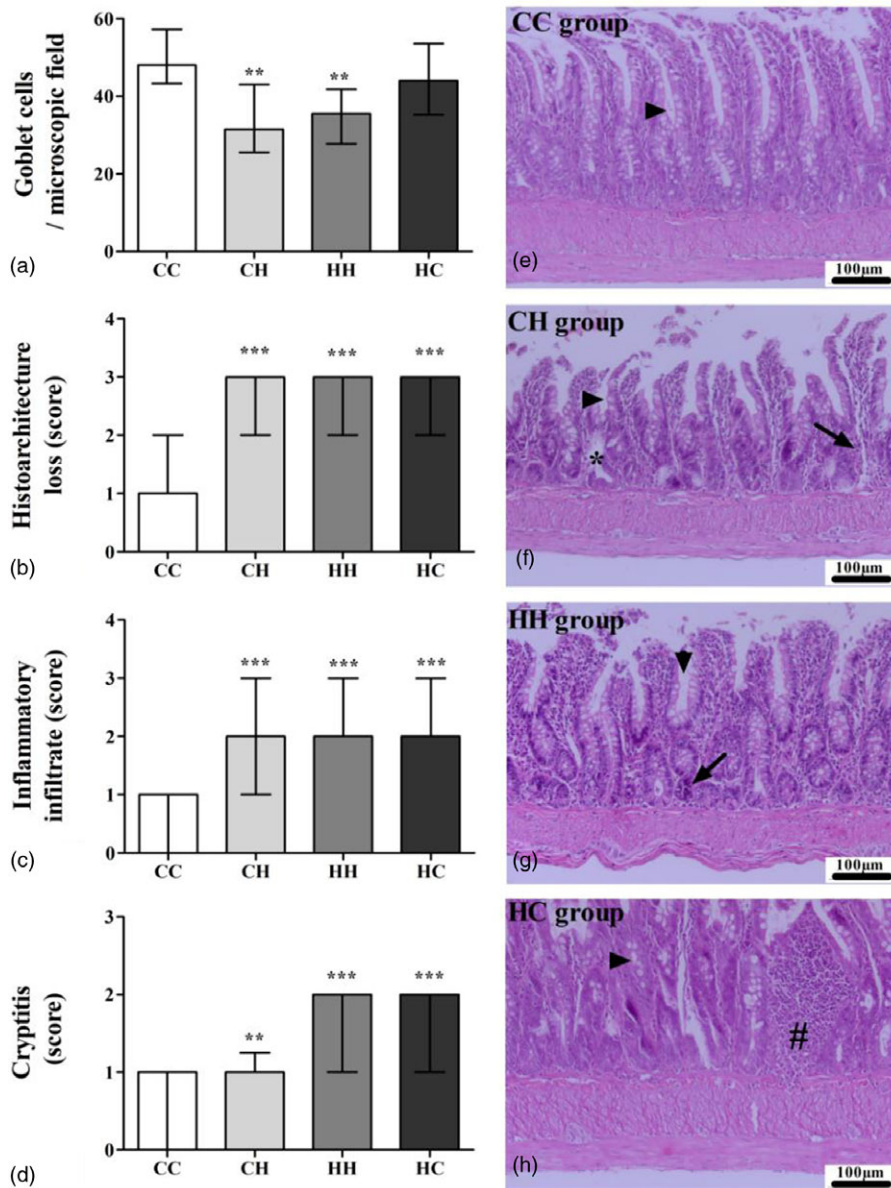 Goblet cells
/ microscopic field
60
40
20
0
**
**
CC
CH
HH
HC
(a)
Histoarchitecture
loss (score)
4
3
2
1
0
***
***
***
CC
CH
HH
HC
(b)
Inflammatory
infiltrate (score)
4
3
2
1
0
***
***
***
CC
CH
HH
HC
(c)
Cryptitis
(score)
3
2
1
0
**
***
***
CC
CH
HH
HC
(d)
CC group
(e)
100μm
CH group
*
(f)
100μm
HH group
(g)
100μm
HC group
#
(h)
100μm